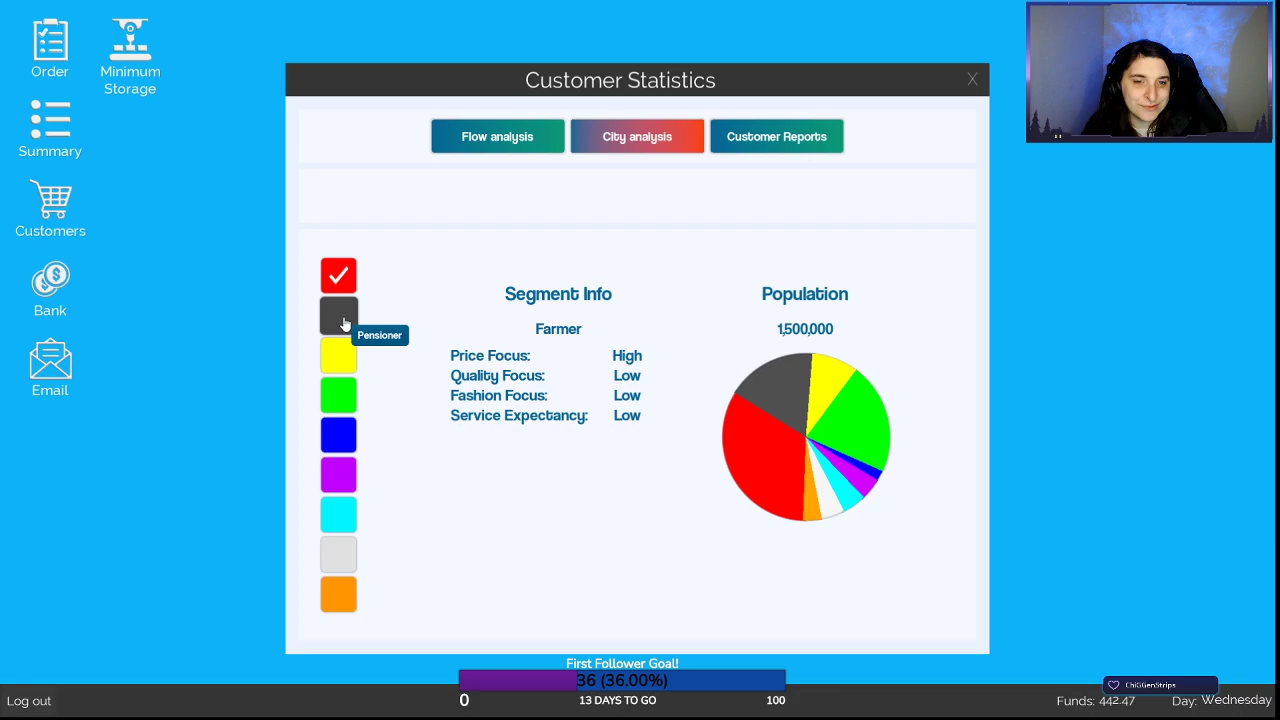 Order
Minimum
Storage
Summary
Customers
Bank
Email
Customer Statistics
X
Flow analysis
City analysis
Customer Reports
Pensioner
Segment Info
Farmer
Price Focus: High
Quality Focus: Low
Fashion Focus: Low
Service Expectancy: Low
Population
1,500,000
First Follower Goal!
36 (36.00%)
0
13 DAYS TO GO
100
ChiGGenStrips
Log out
Funds: 442.47
Day: Wednesday